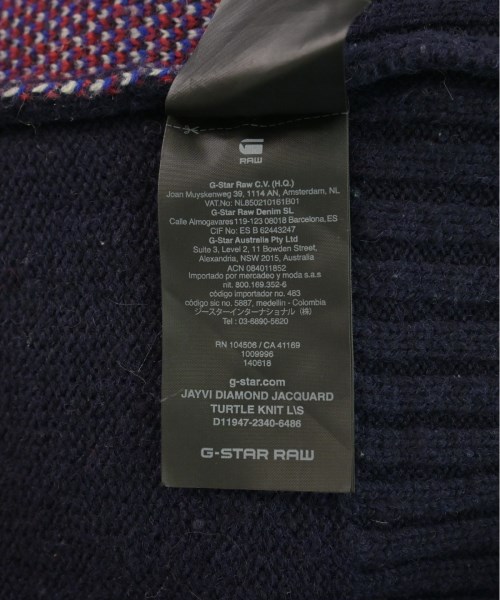 RAW
G-Star Raw C.V. (H.Q.)
Joan Muyskenweg 39, 1114 AN, Amsterdam, NL
VAT.No: NL850210161B01
G-Star Raw Denim SL
Calle Almogavares 119-123 08018 Barcelona, ES
CIF No: ES B 62443247
G-Star Australia Pty Ltd
Suite 3, Level 2, 11 Bowden Street,
Alexandria, NSW 2015, Australia
ACN 084011852
Importado por mercadeo y moda s.a.s
nit. 800.169.352-6
código importador no. 483
código sic no. 5887, medellin - Colombia
ジースターインターナショナル (株)
Tel : 03-6890-5620
RN 104506 / CA 41169
1009996
140618
g-star.com
JAYVI DIAMOND JACQUARD
TURTLE KNIT L\S
D11947-2340-6486
G-STAR RAW